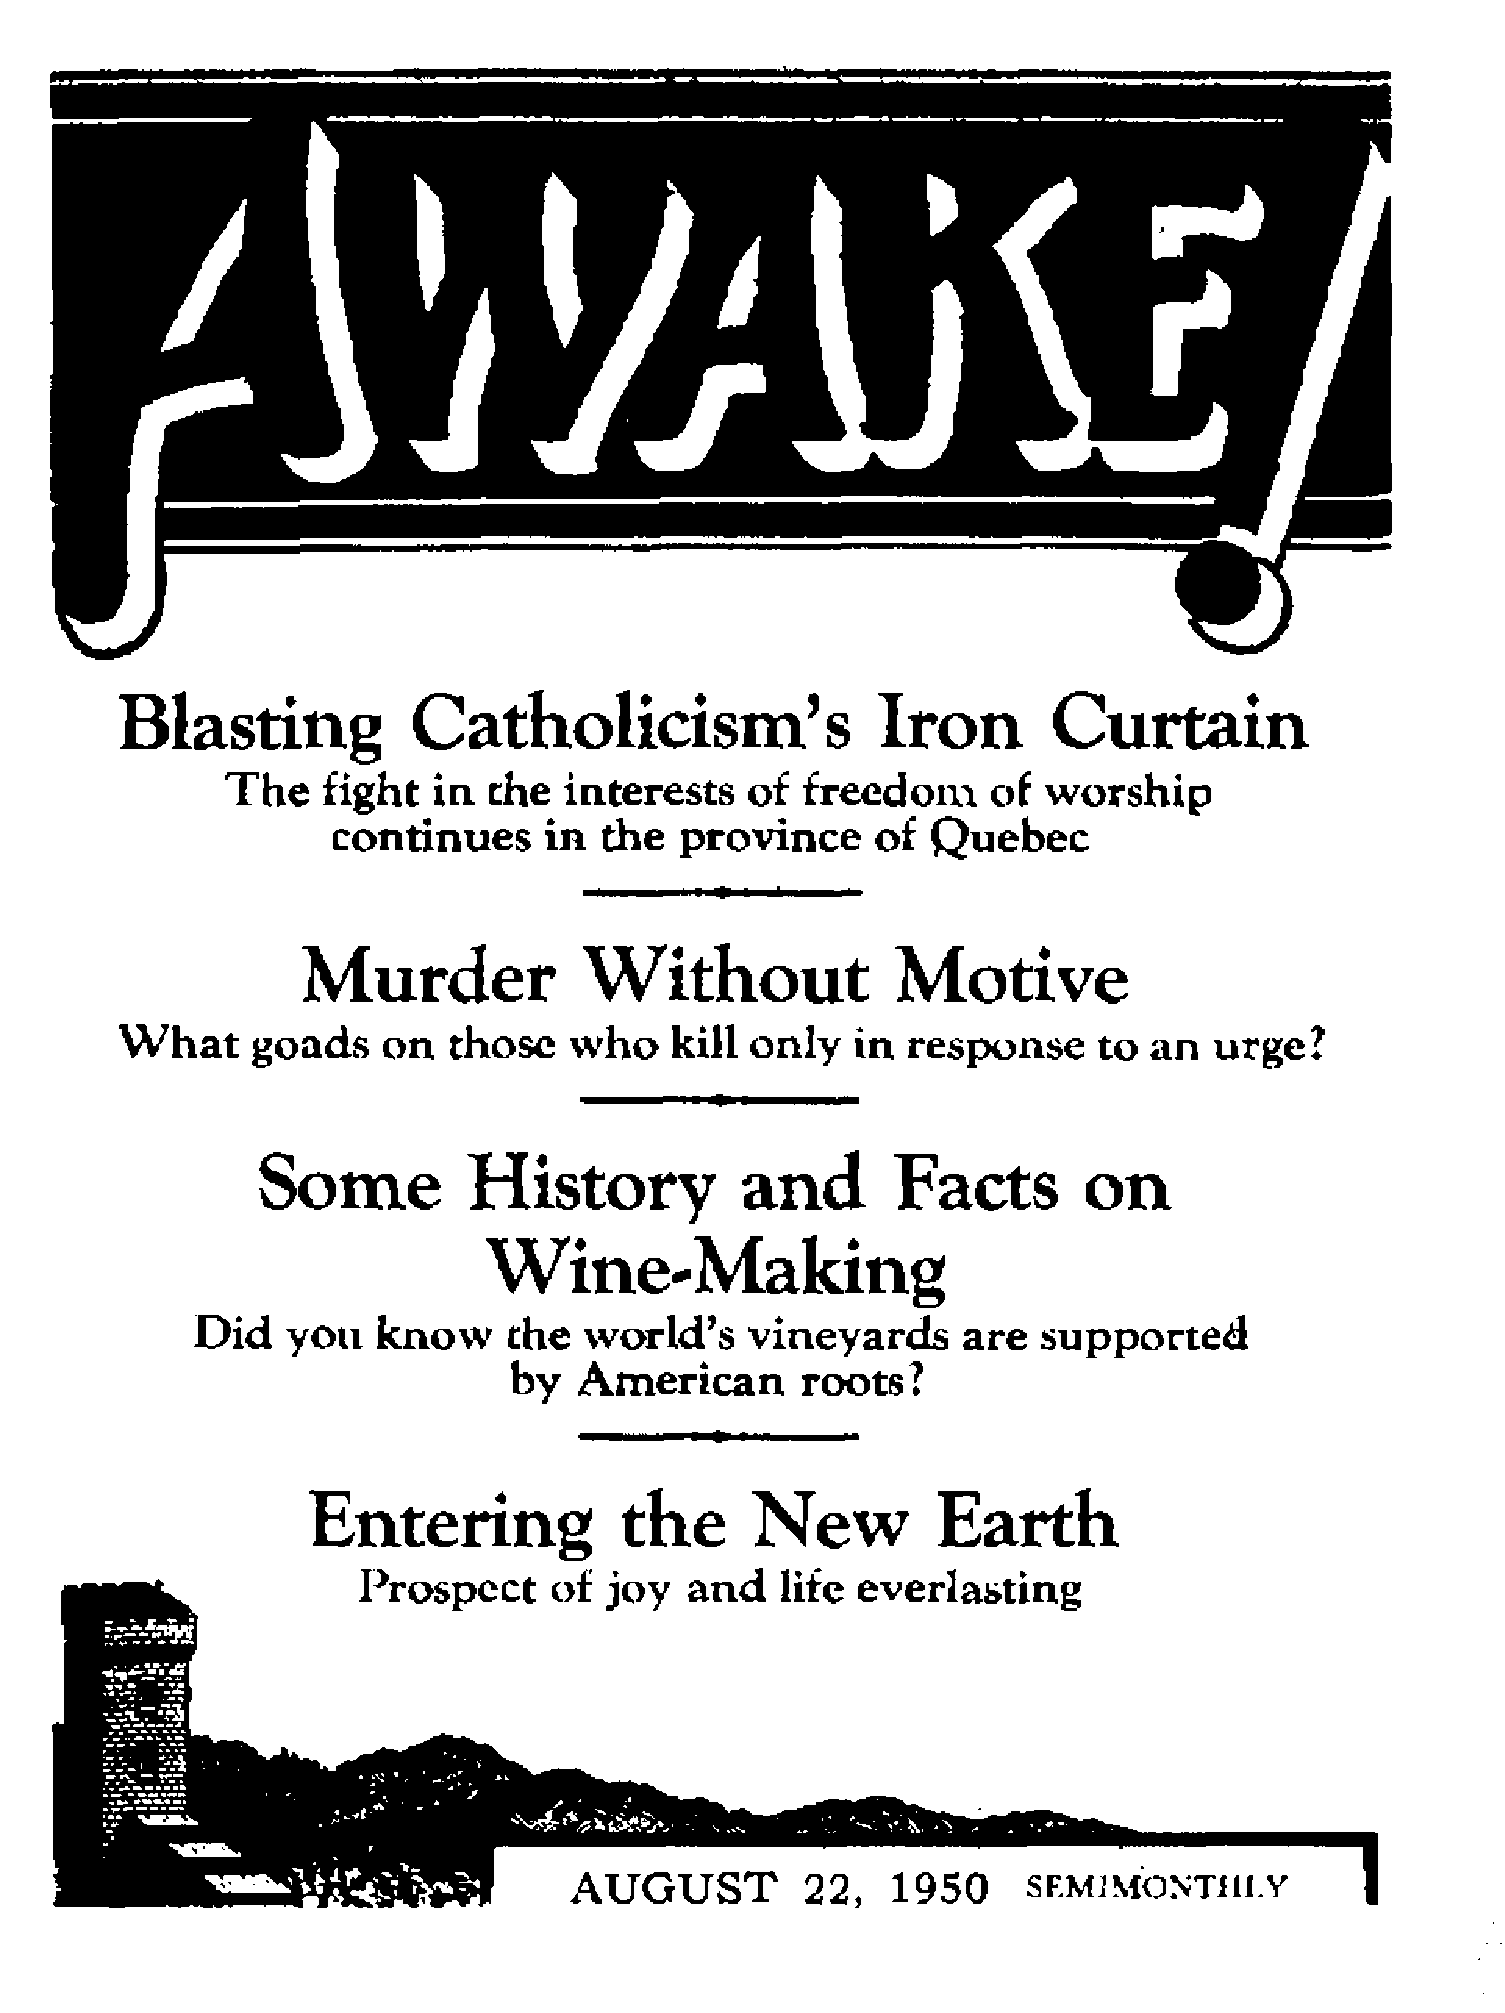 AWAKE!
Blasting Catholicism's Iron Curtain
The fight in the interests of freedom of worship
continues in the province of Quebec
Murder Without Motive
What goads on those who kill only in response to an urge?
Some History and Facts on
Wine-Making
Did you know the world's vineyards are supported
by American roots?
Entering the New Earth
Prospect of joy and life everlasting
AUGUST 22, 1950 SEMIMONTHLY